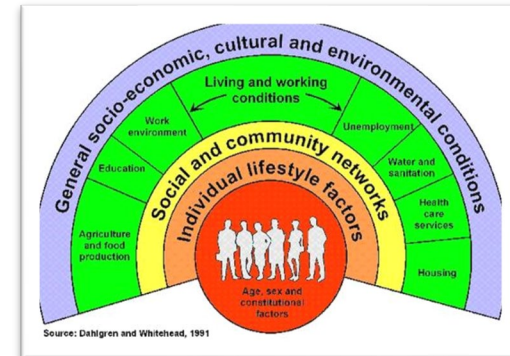 General socio-economic, cultural and environmental conditions
Living and working
conditions
Work
environment
Unemployment
Education
Water and
sanitation
Agriculture
and food
production
Health
care
services
Housing
Social and community networks
Individual lifestyle factors
Age, sex and
constitutional
factors
Source: Dahlgren and Whitehead, 1991